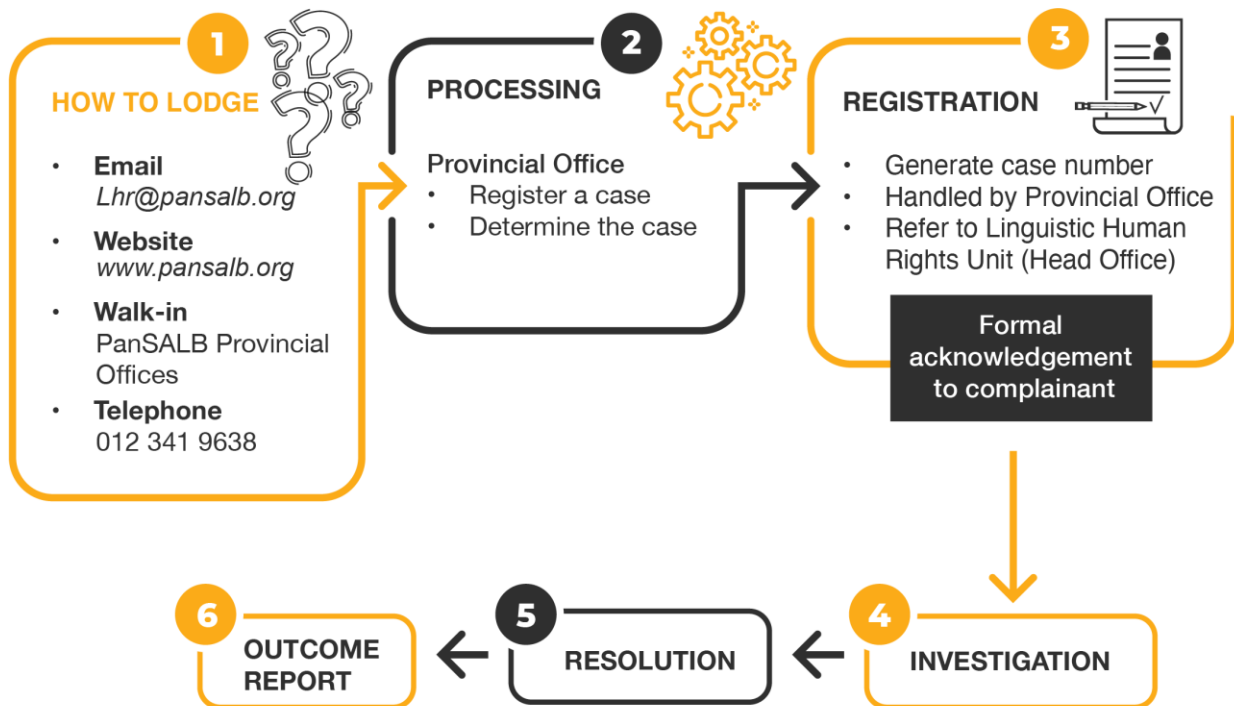 1
HOW TO LODGE
• Email
Lhr@pansalb.org
• Website
www.pansalb.org
• Walk-in
PanSALB Provincial
Offices
• Telephone
012 341 9638
2
PROCESSING
Provincial Office
• Register a case
• Determine the case
3
REGISTRATION
• Generate case number
• Handled by Provincial Office
• Refer to Linguistic Human
Rights Unit (Head Office)
Formal
acknowledgement
to complainant
4
INVESTIGATION
5
RESOLUTION
6
OUTCOME
REPORT